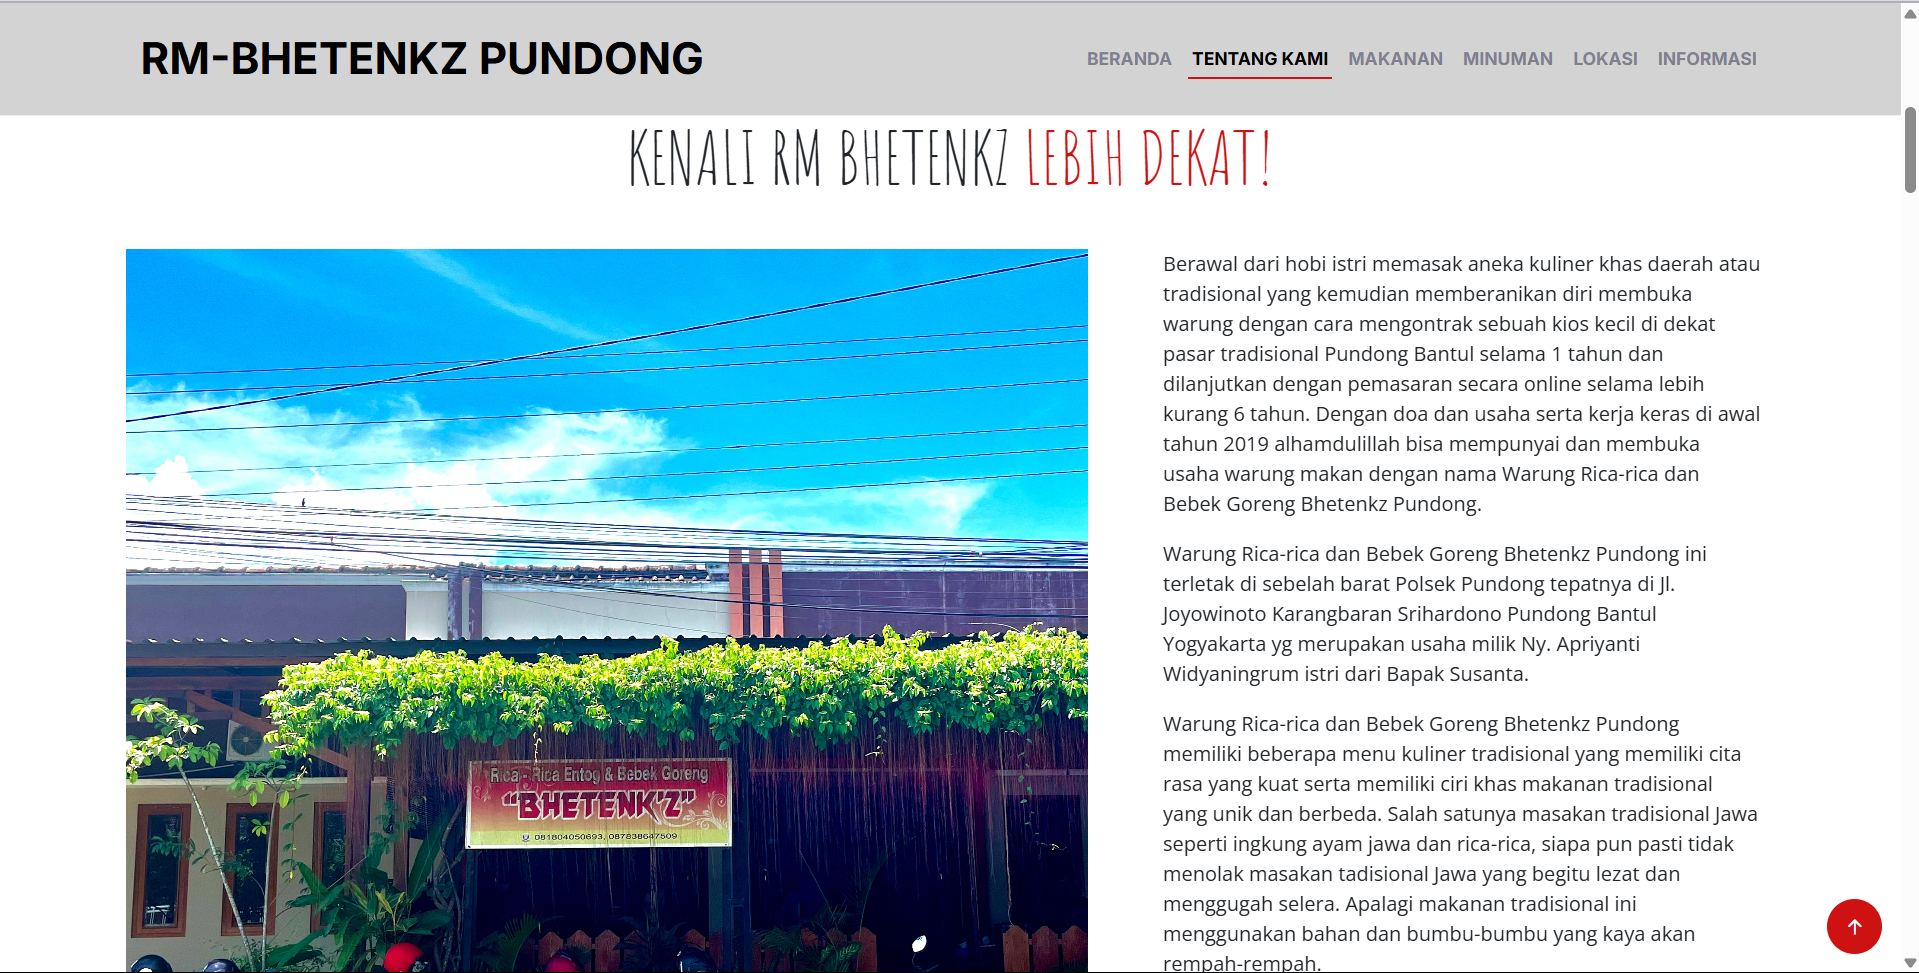 RM-BHETENKZ PUNDONG
BERANDA TENTANG KAMI MAKANAN MINUMAN LOKASI INFORMASI
KENALI RM BHETENKZ LEBIH DEKAT!
Rica - Rica Entog & Bebek Goreng
"BHETENK'Z"
081804050693, 087838647509
Berawal dari hobi istri memasak aneka kuliner khas daerah atau
tradisional yang kemudian memberanikan diri membuka
warung dengan cara mengontrak sebuah kios kecil di dekat
pasar tradisional Pundong Bantul selama 1 tahun dan
dilanjutkan dengan pemasaran secara online selama lebih
kurang 6 tahun. Dengan doa dan usaha serta kerja keras di awal
tahun 2019 alhamdulillah bisa mempunyai dan membuka
usaha warung makan dengan nama Warung Rica-rica dan
Bebek Goreng Bhetenkz Pundong.
Warung Rica-rica dan Bebek Goreng Bhetenkz Pundong ini
terletak di sebelah barat Polsek Pundong tepatnya di Jl.
Joyowinoto Karangbaran Srihardono Pundong Bantul
Yogyakarta yg merupakan usaha milik Ny. Apriyanti
Widyaningrum istri dari Bapak Susanta.
Warung Rica-rica dan Bebek Goreng Bhetenkz Pundong
memiliki beberapa menu kuliner tradisional yang memiliki cita
rasa yang kuat serta memiliki ciri khas makanan tradisional
yang unik dan berbeda. Salah satunya masakan tradisional Jawa
seperti ingkung ayam jawa dan rica-rica, siapa pun pasti tidak
menolak masakan tadisional Jawa yang begitu lezat dan
menggugah selera. Apalagi makanan tradisional ini
menggunakan bahan dan bumbu-bumbu yang kaya akan
rempah-rempah.